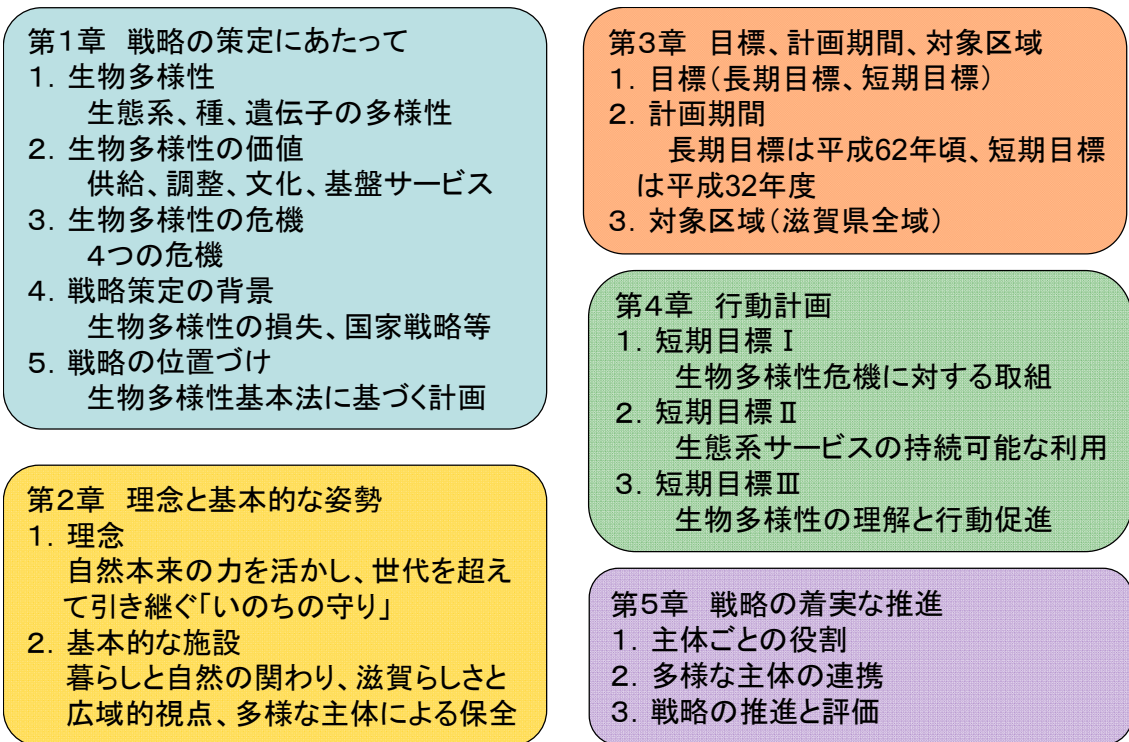 第1章 戦略の策定にあたって
1. 生物多様性
生態系、種、遺伝子の多様性
2. 生物多様性の価値
供給、調整、文化、基盤サービス
3. 生物多様性の危機
4つの危機
4. 戦略策定の背景
生物多様性の損失、国家戦略等
5. 戦略の位置づけ
生物多様性基本法に基づく計画
第2章 理念と基本的な姿勢
1. 理念
自然本来の力を活かし、世代を超え
て引き継ぐ「いのちの守り」
2. 基本的な施設
暮らしと自然の関わり、滋賀らしさと
広域的視点、多様な主体による保全
第3章 目標、計画期間、対象区域
1. 目標(長期目標、短期目標)
2. 計画期間
長期目標は平成62年頃、短期目標
は平成32年度
3. 対象区域(滋賀県全域)
第4章 行動計画
1. 短期目標Ⅰ
生物多様性危機に対する取組
2. 短期目標Ⅱ
生態系サービスの持続可能な利用
3. 短期目標Ⅲ
生物多様性の理解と行動促進
第5章 戦略の着実な推進
1. 主体ごとの役割
2. 多様な主体の連携
3. 戦略の推進と評価